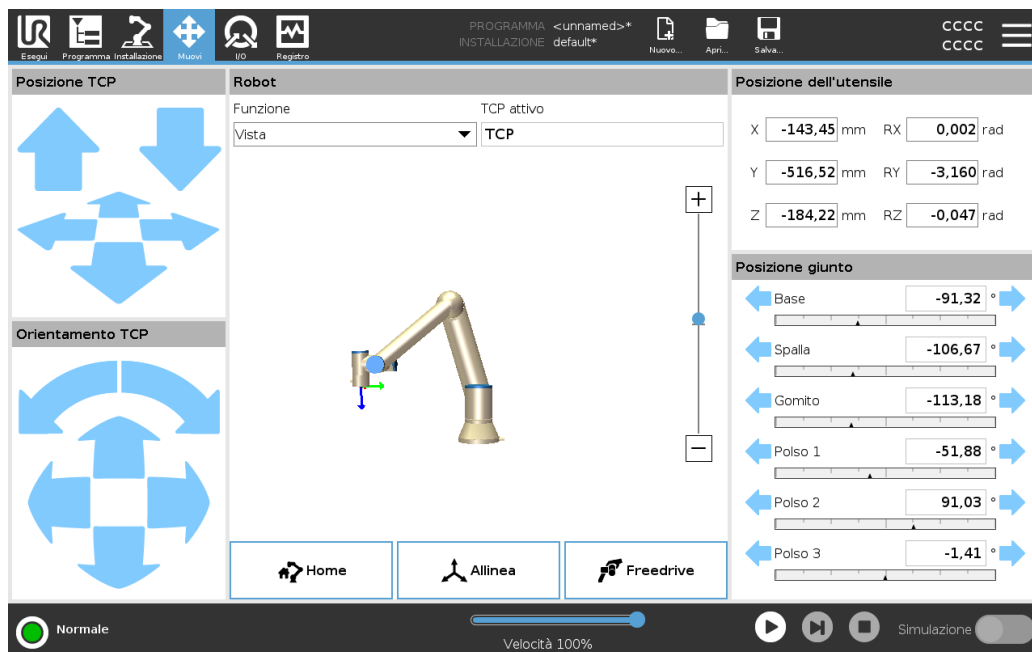 UR
Esegui
Programma
Installazione
Muovi
I/O
Registro
PROGRAMMA <unnamed>*
INSTALLAZIONE default*
Nuovo...
Apri...
Salva...
CCCC
CCCC
Posizione TCP
Orientamento TCP
Robot
Funzione TCP attivo
Vista TCP
+
−
Home
Allinea
Freedrive
Posizione dell'utensile
X -143,45 mm RX 0,002 rad
Y -516,52 mm RY -3,160 rad
Z -184,22 mm RZ -0,047 rad
Posizione giunto
Base -91,32 °
Spalla -106,67 °
Gomito -113,18 °
Polso 1 -51,88 °
Polso 2 91,03 °
Polso 3 -1,41 °
Normale
Velocità 100%
Simulazione